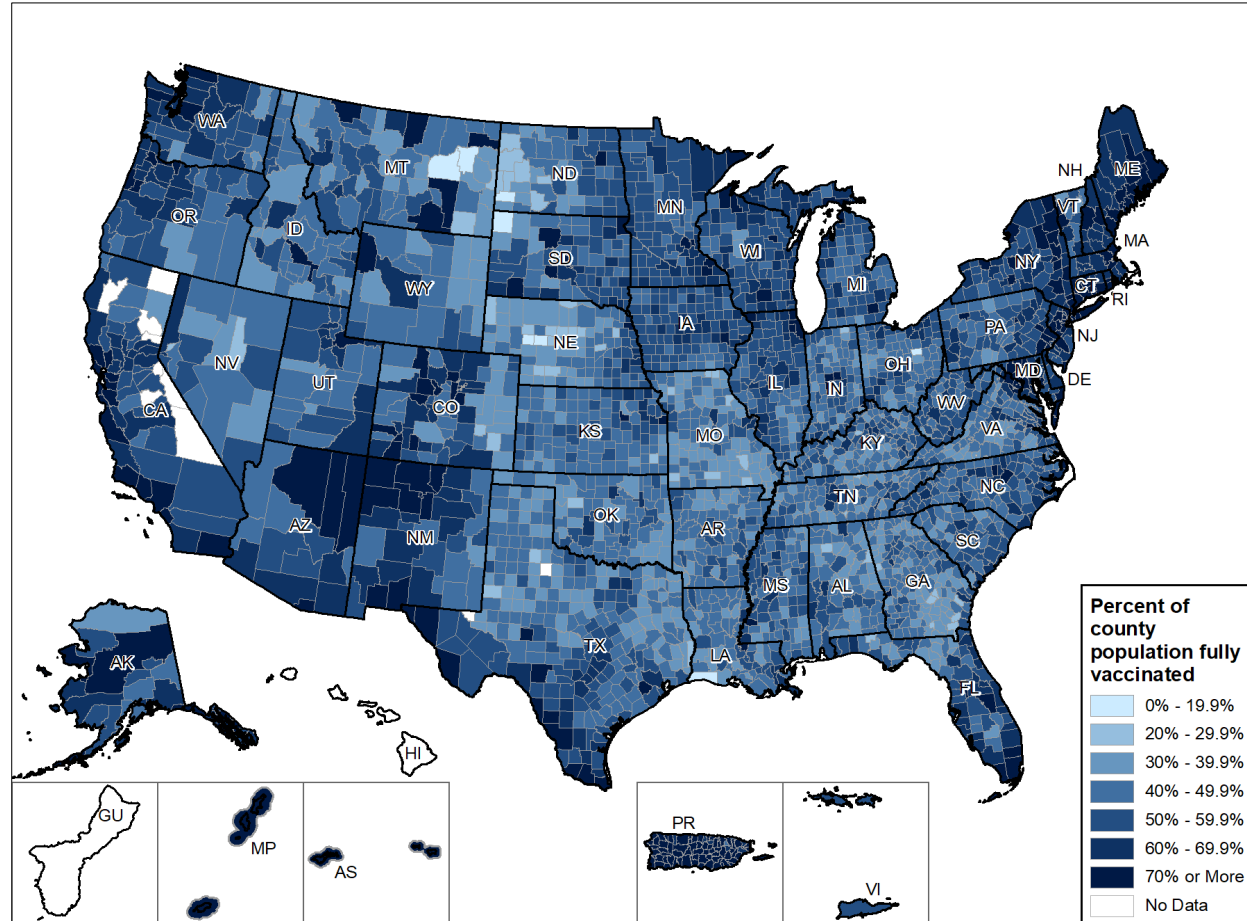 WA
MT
ND
MN
ME
NH
VT
OR
ID
SD
WI
NY
MA
WY
MI
CT
RI
IA
PA
NJ
NE
OH
NV
UT
IL
IN
MD
DE
CO
WV
CA
KS
MO
KY
VA
TN
NC
AZ
NM
OK
AR
SC
MS
AL
GA
TX
LA
AK
FL
HI
GU
MP
AS
PR
VI
Percent of
county
population fully
vaccinated
0% - 19.9%
20% - 29.9%
30% - 39.9%
40% - 49.9%
50% - 59.9%
60% - 69.9%
70% or More
No Data